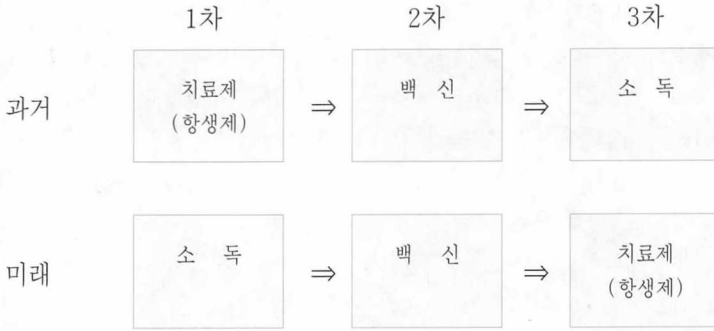 1차 2차 3차
과거 치료제 ⇒ 백 신 ⇒ 소 독
(항생제)
미래 소 독 ⇒ 백 신 ⇒ 치료제
(항생제)